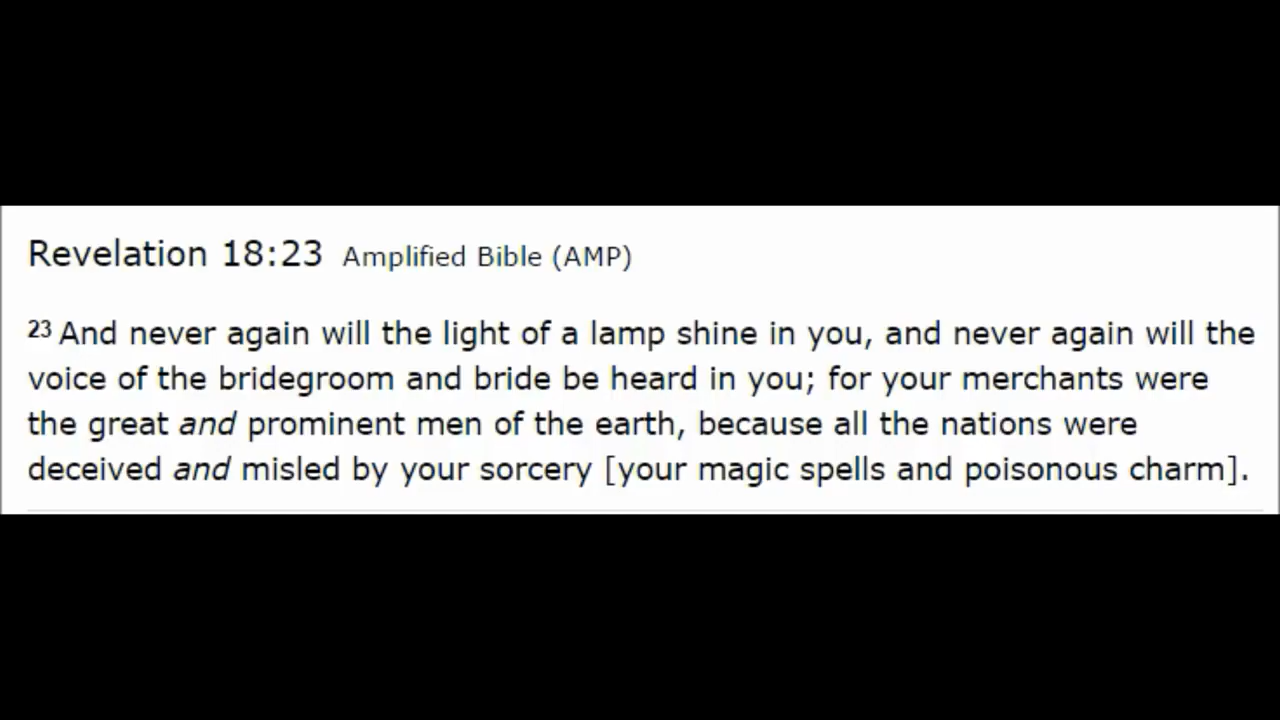 Revelation 18:23 Amplified Bible (AMP)
23 And never again will the light of a lamp shine in you, and never again will the
voice of the bridegroom and bride be heard in you; for your merchants were
the great and prominent men of the earth, because all the nations were
deceived and misled by your sorcery [your magic spells and poisonous charm].